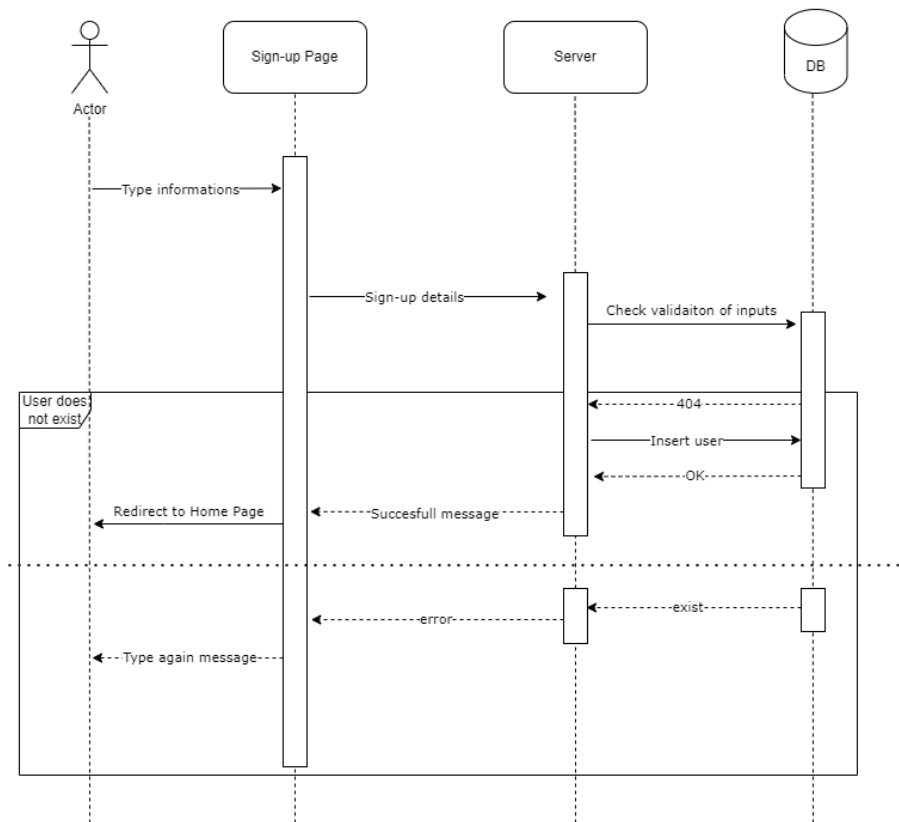 Sign-up Page
Server
DB
Actor
Type informations
Sign-up details
Check validaiton of inputs
User does
not exist
404
Insert user
OK
Redirect to Home Page
Succesfull message
exist
error
Type again message